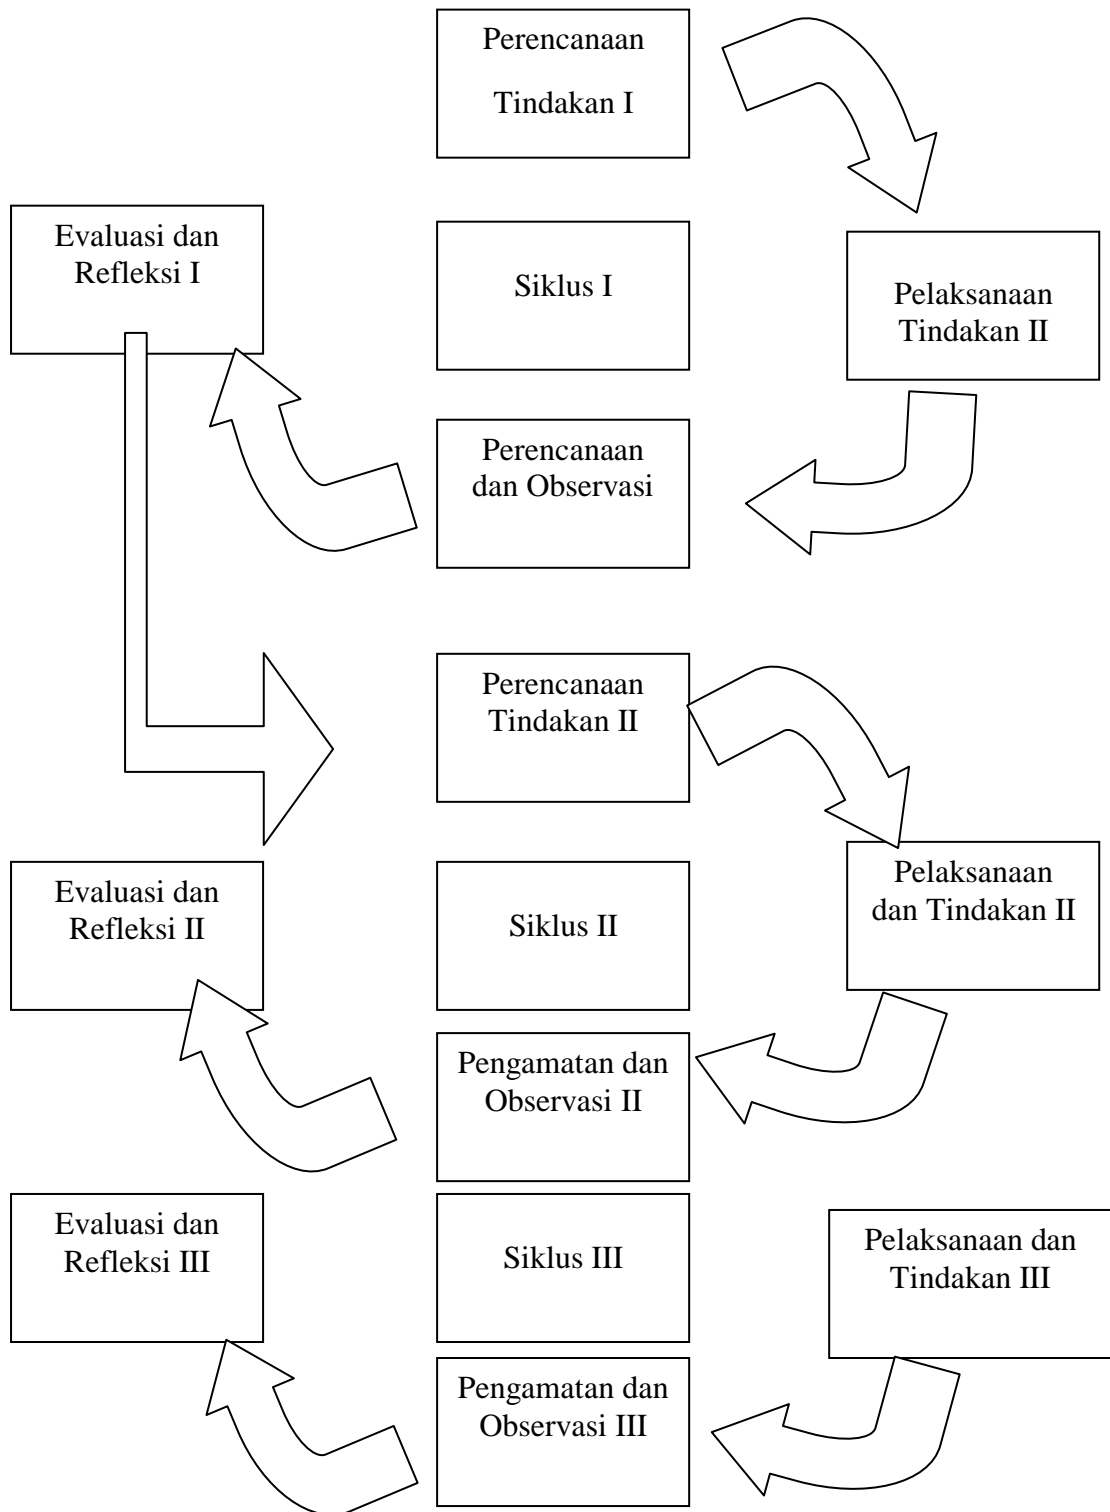 Perencanaan
Tindakan I
Evaluasi dan
Refleksi I
Siklus I
Pelaksanaan
Tindakan II
Perencanaan
dan Observasi
Perencanaan
Tindakan II
Evaluasi dan
Refleksi II
Siklus II
Pelaksanaan
dan Tindakan II
Pengamatan dan
Observasi II
Evaluasi dan
Refleksi III
Siklus III
Pelaksanaan dan
Tindakan III
Pengamatan dan
Observasi III